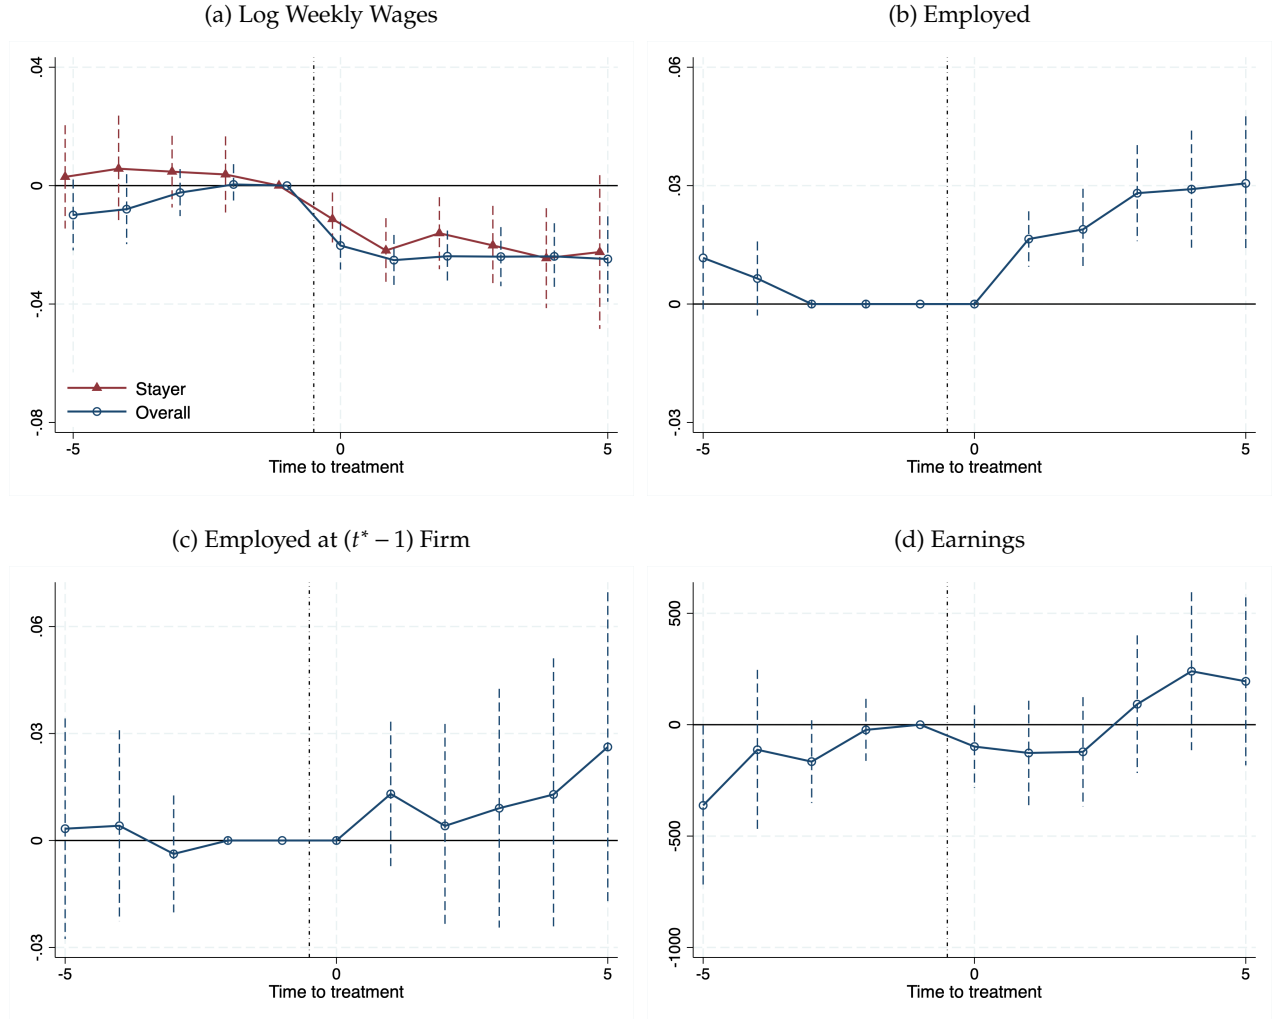 (a) Log Weekly Wages
.04
0
-.04
-.08
Stayer
Overall
-5 0 5
Time to treatment
(b) Employed
.06
.03
0
-.03
-5 0 5
Time to treatment
(c) Employed at (t* − 1) Firm
.06
.03
0
-.03
-5 0 5
Time to treatment
(d) Earnings
500
0
-500
-1000
-5 0 5
Time to treatment